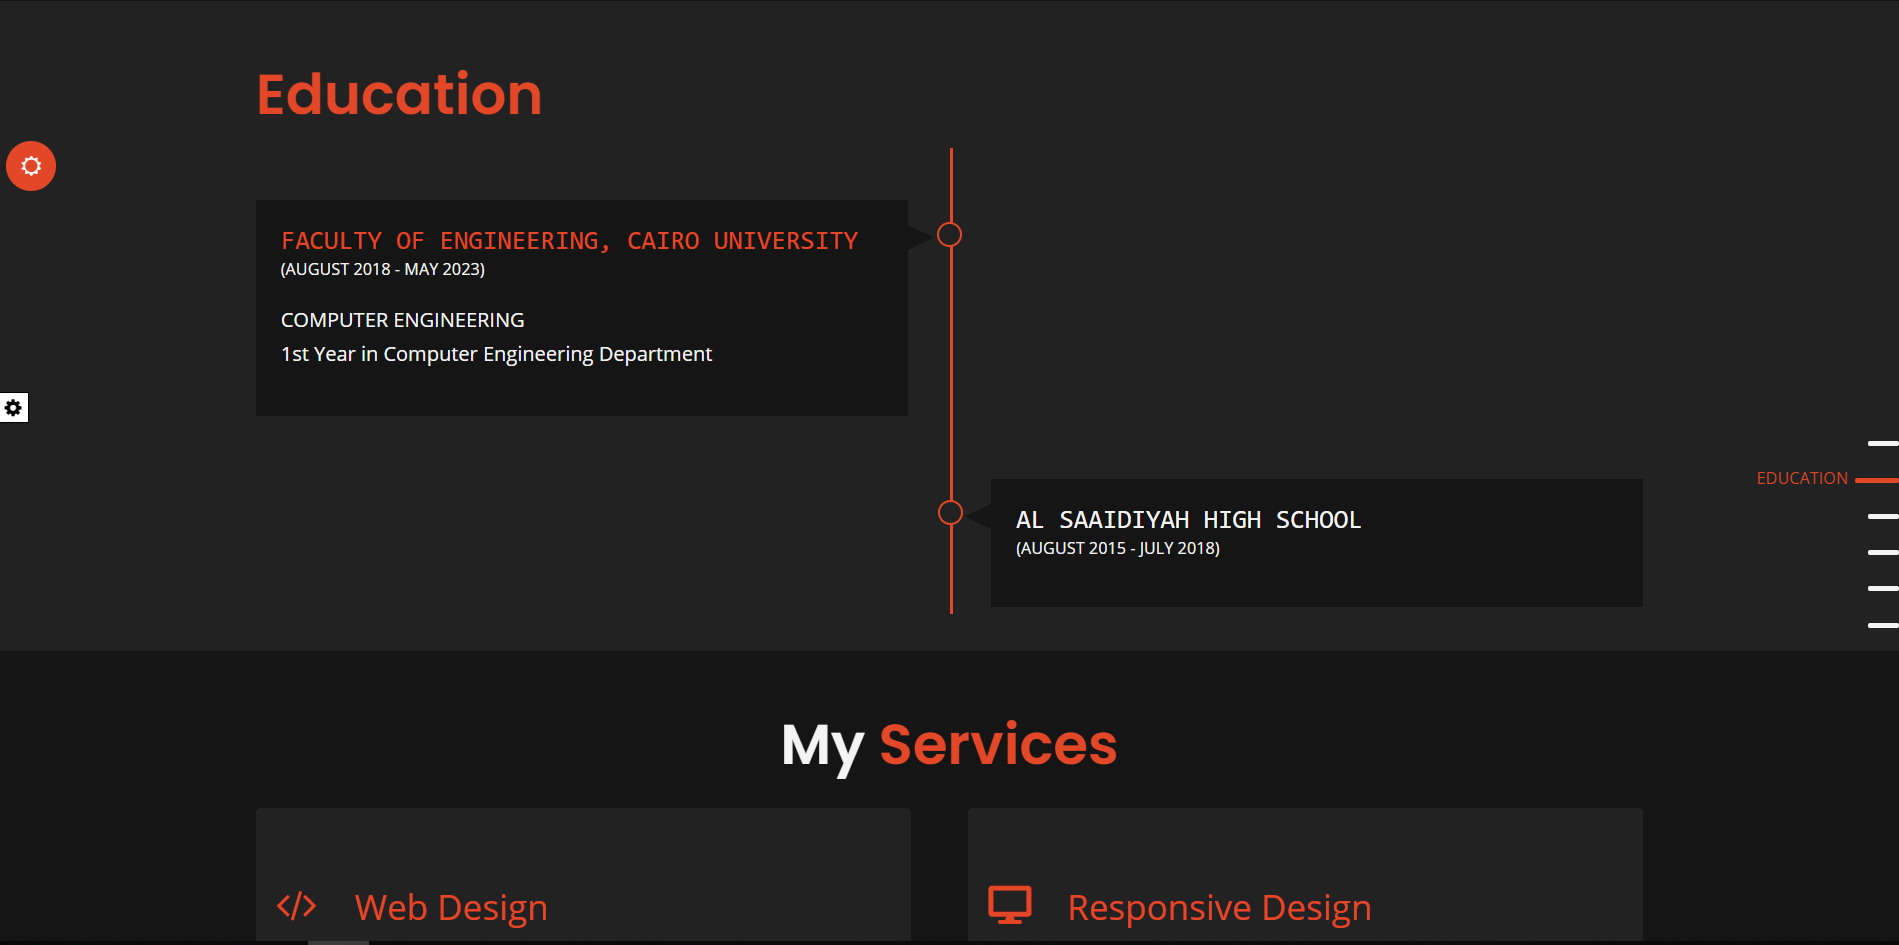 Education
FACULTY OF ENGINEERING, CAIRO UNIVERSITY
(AUGUST 2018 - MAY 2023)
COMPUTER ENGINEERING
1st Year in Computer Engineering Department
EDUCATION
AL SAAIDIYAH HIGH SCHOOL
(AUGUST 2015 - JULY 2018)
My Services
Web Design
Responsive Design